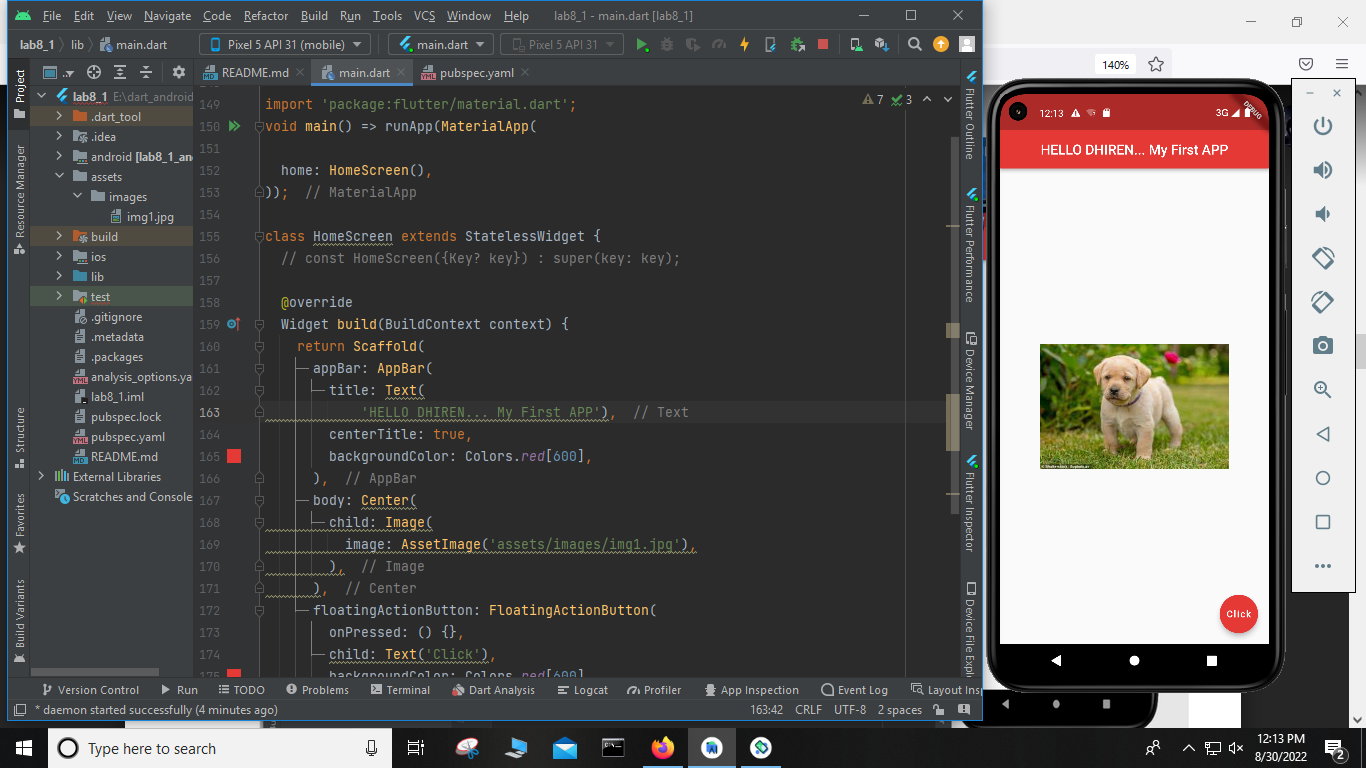 File Edit View Navigate Code Refactor Build Run Tools VCS Window Help lab8_1 - main.dart [lab8_1]
lab8_1 lib main.dart Pixel 5 API 31 (mobile) main.dart Pixel 5 API 31
Project
README.md main.dart pubspec.yaml
lab8_1 E:\dart_android
.dart_tool
.idea
android [lab8_1_an
assets
images
img1.jpg
build
ios
lib
test
.gitignore
.metadata
.packages
analysis_options.ya
lab8_1.iml
pubspec.lock
pubspec.yaml
README.md
External Libraries
Scratches and Console
Resource Manager
Structure
Favorites
Build Variants
7 3
149 import 'package:flutter/material.dart';
150 void main() => runApp(MaterialApp(
151
152 home: HomeScreen(),
153 )); // MaterialApp
154
155 class HomeScreen extends StatelessWidget {
156 // const HomeScreen({Key? key}) : super(key: key);
157
158 @override
159 Widget build(BuildContext context) {
160 return Scaffold(
161 appBar: AppBar(
162 title: Text(
163 'HELLO DHIREN... My First APP'), // Text
164 centerTitle: true,
165 backgroundColor: Colors.red[600],
166 ), // AppBar
167 body: Center(
168 child: Image(
169 image: AssetImage('assets/images/img1.jpg'),
170 ), // Image
171 ), // Center
172 floatingActionButton: FloatingActionButton(
173 onPressed: () {},
174 child: Text('Click'),
175 backgroundColor: Colors.red[600]
Flutter Outline
Flutter Performance
Device Manager
Flutter Inspector
Device File Expl
Version Control Run TODO Problems Terminal Dart Analysis Logcat Profiler App Inspection Event Log Layout Insp
* daemon started successfully (4 minutes ago) 163:42 CRLF UTF-8 2 spaces
140%
12:13 3G
DEBUG
HELLO DHIREN... My First APP
Click
Type here to search
12:13 PM
8/30/2022
2